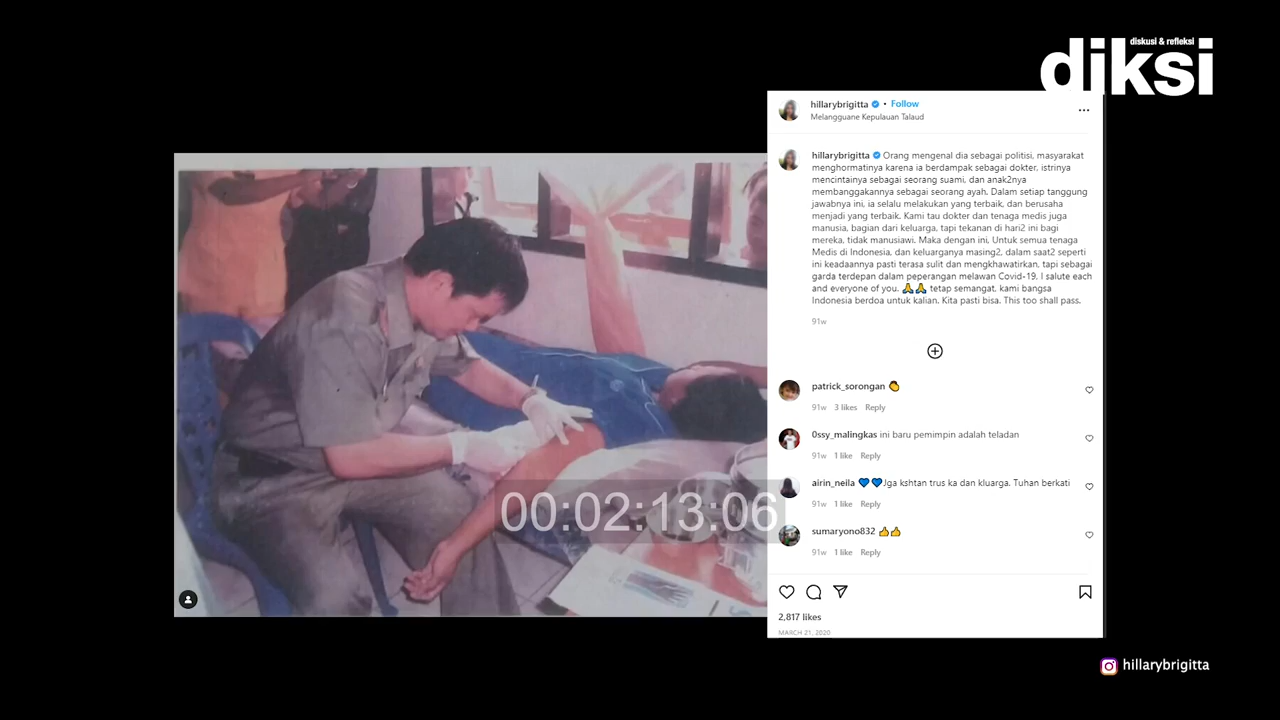 diskusi & refleksi
diksi
hillarybrigitta • Follow
Melangguane Kepulauan Talaud
hillarybrigitta Orang mengenal dia sebagai politisi, masyarakat
menghormatinya karena ia berdampak sebagai dokter, istrinya
mencintainya sebagai seorang suami, dan anak2nya
membanggakannya sebagai seorang ayah. Dalam setiap tanggung
jawabnya ini, ia selalu melakukan yang terbaik, dan berusaha
menjadi yang terbaik. Kami tau dokter dan tenaga medis juga
manusia, bagian dari keluarga, tapi tekanan di hari2 ini bagi
mereka, tidak manusiawi. Maka dengan ini, Untuk semua tenaga
Medis di Indonesia, dan keluarganya masing2, dalam saat2 seperti
ini keadaannya pasti terasa sulit dan mengkhawatirkan, tapi sebagai
garda terdepan dalam peperangan melawan Covid-19, I salute each
and everyone of you. 🙏🙏 tetap semangat, kami bangsa
Indonesia berdoa untuk kalian. Kita pasti bisa. This too shall pass.
91w
patrick_sorongan 👏
91w 3 likes Reply
0ssy_malingkas ini baru pemimpin adalah teladan
91w 1 like Reply
airin_neila 💙💙Jga kshtan trus ka dan kluarga. Tuhan berkati
91w 1 like Reply
sumaryono832 👍👍
91w 1 like Reply
2,817 likes
MARCH 21, 2020
00:02:13:06
hillarybrigitta